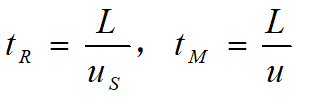 t_R = L / u_S, t_M = L / u